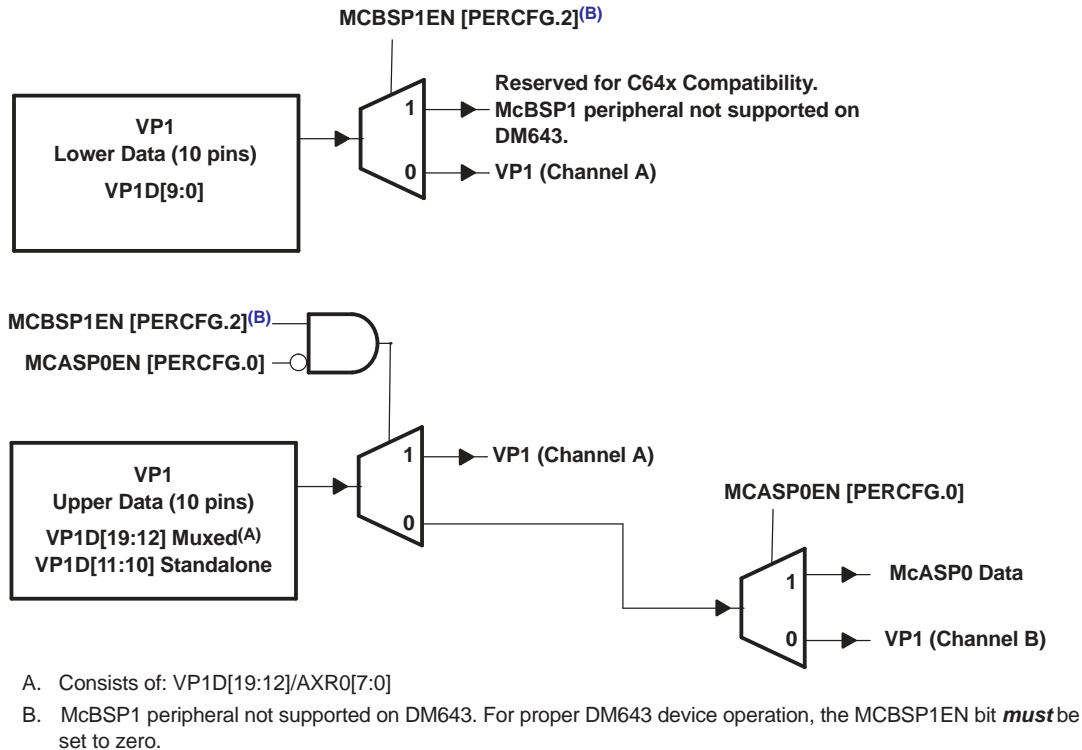 MCBSP1EN [PERCFG.2](B)
VP1
Lower Data (10 pins)
VP1D[9:0]
1
0
Reserved for C64x Compatibility.
McBSP1 peripheral not supported on
DM643.
VP1 (Channel A)
MCBSP1EN [PERCFG.2](B)
MCASP0EN [PERCFG.0]
VP1
Upper Data (10 pins)
VP1D[19:12] Muxed(A)
VP1D[11:10] Standalone
1
0
VP1 (Channel A)
MCASP0EN [PERCFG.0]
1
0
McASP0 Data
VP1 (Channel B)
A. Consists of: VP1D[19:12]/AXR0[7:0]
B. McBSP1 peripheral not supported on DM643. For proper DM643 device operation, the MCBSP1EN bit must be
set to zero.